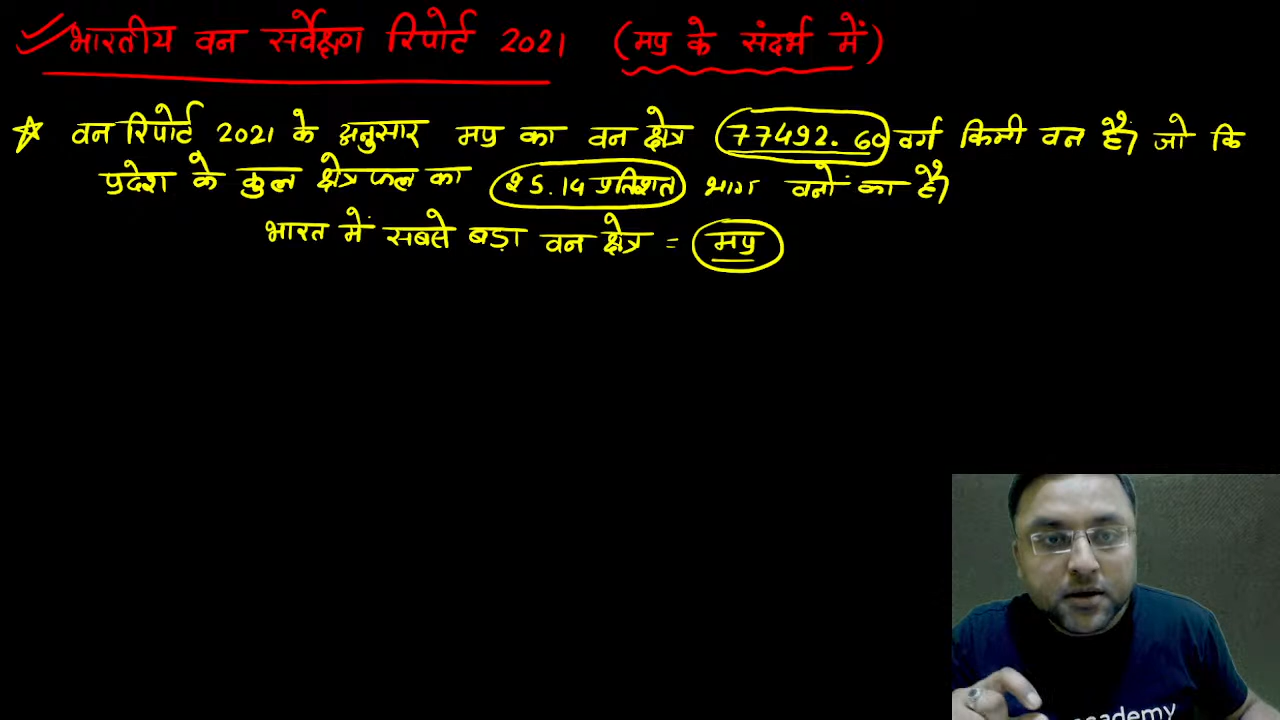 भारतीय वन सर्वेक्षण रिपोर्ट 2021 (मप्र के संदर्भ में)
वन रिपोर्ट 2021 के अनुसार मप्र का वन क्षेत्र 77492.60 वर्ग किमी वन है। जो कि
प्रदेश के कुल क्षेत्रफल का 25.14 प्रतिशत भाग वनों का है।
भारत में सबसे बड़ा वन क्षेत्र = मप्र
academy